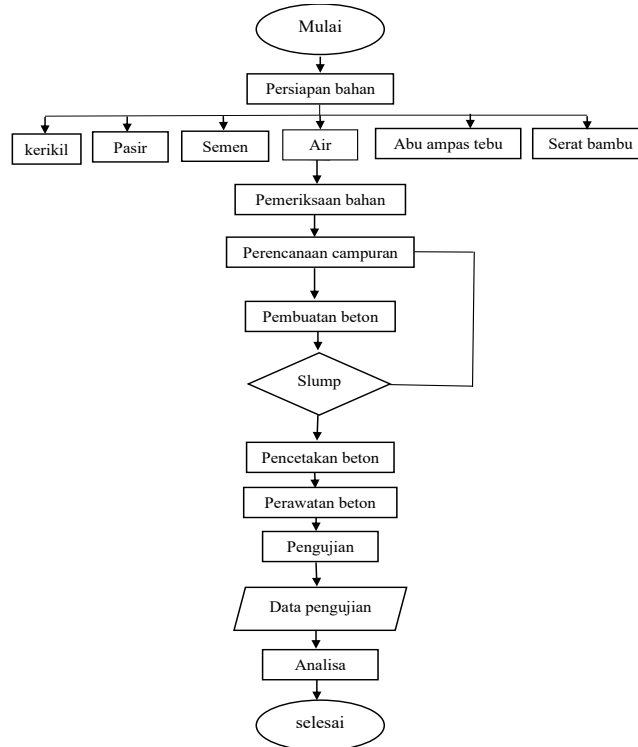 Mulai
Persiapan bahan
kerikil
Pasir
Semen
Air
Abu ampas tebu
Serat bambu
Pemeriksaan bahan
Perencanaan campuran
Pembuatan beton
Slump
Pencetakan beton
Perawatan beton
Pengujian
Data pengujian
Analisa
selesai